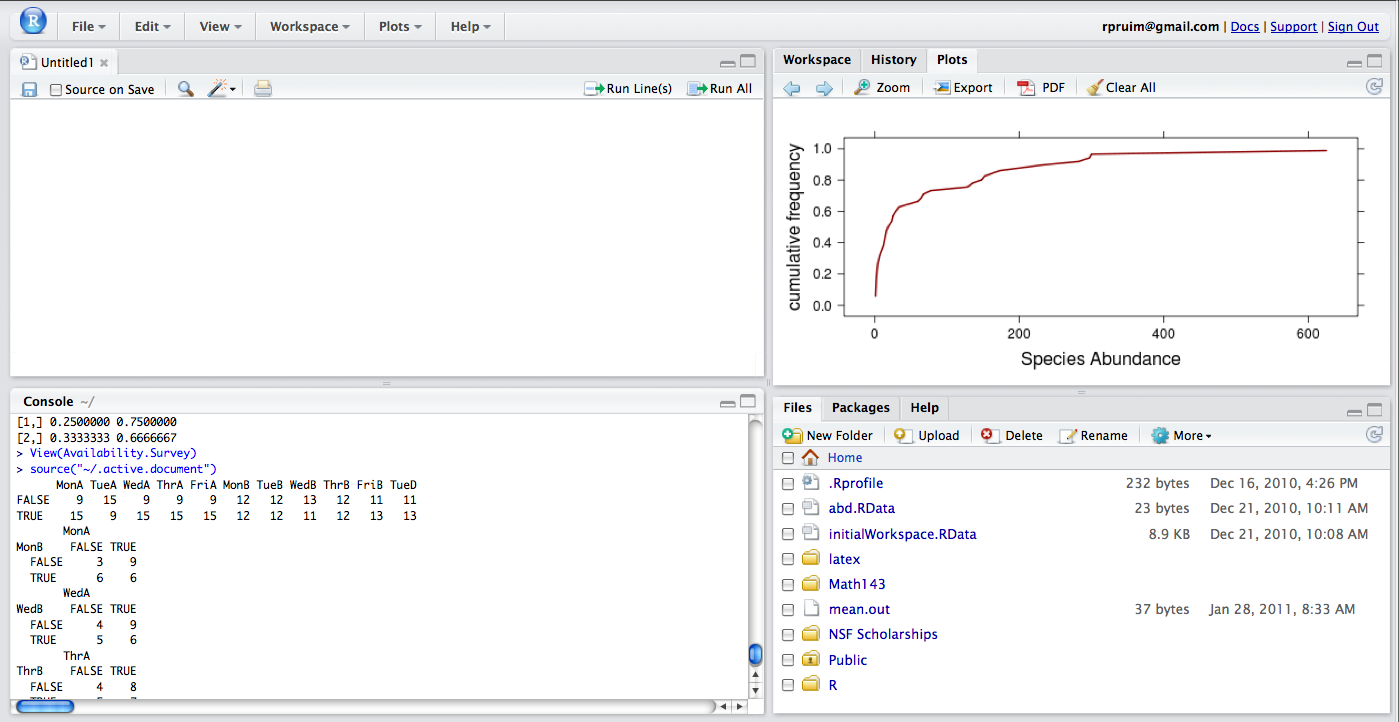 R File Edit View Workspace Plots Help rpruim@gmail.com | Docs | Support | Sign Out
Untitled1
Source on Save Run Line(s) Run All
Console ~/
[1,] 0.2500000 0.7500000
[2,] 0.3333333 0.6666667
> View(Availability.Survey)
> source("~/.active.document")
MonA TueA WedA ThrA FriA MonB TueB WedB ThrB FriB TueD
FALSE 9 15 9 9 9 12 12 13 12 11 11
TRUE 15 9 15 15 15 12 12 11 12 13 13
MonA
MonB FALSE TRUE
FALSE 3 9
TRUE 6 6
WedA
WedB FALSE TRUE
FALSE 4 9
TRUE 5 6
ThrA
ThrB FALSE TRUE
FALSE 4 8
Workspace History Plots
Zoom Export PDF Clear All
cumulative frequency
1.0
0.8
0.6
0.4
0.2
0.0
0 200 400 600
Species Abundance
Files Packages Help
New Folder Upload Delete Rename More
Home
.Rprofile 232 bytes Dec 16, 2010, 4:26 PM
abd.RData 23 bytes Dec 21, 2010, 10:11 AM
initialWorkspace.RData 8.9 KB Dec 21, 2010, 10:08 AM
latex
Math143
mean.out 37 bytes Jan 28, 2011, 8:33 AM
NSF Scholarships
Public
R